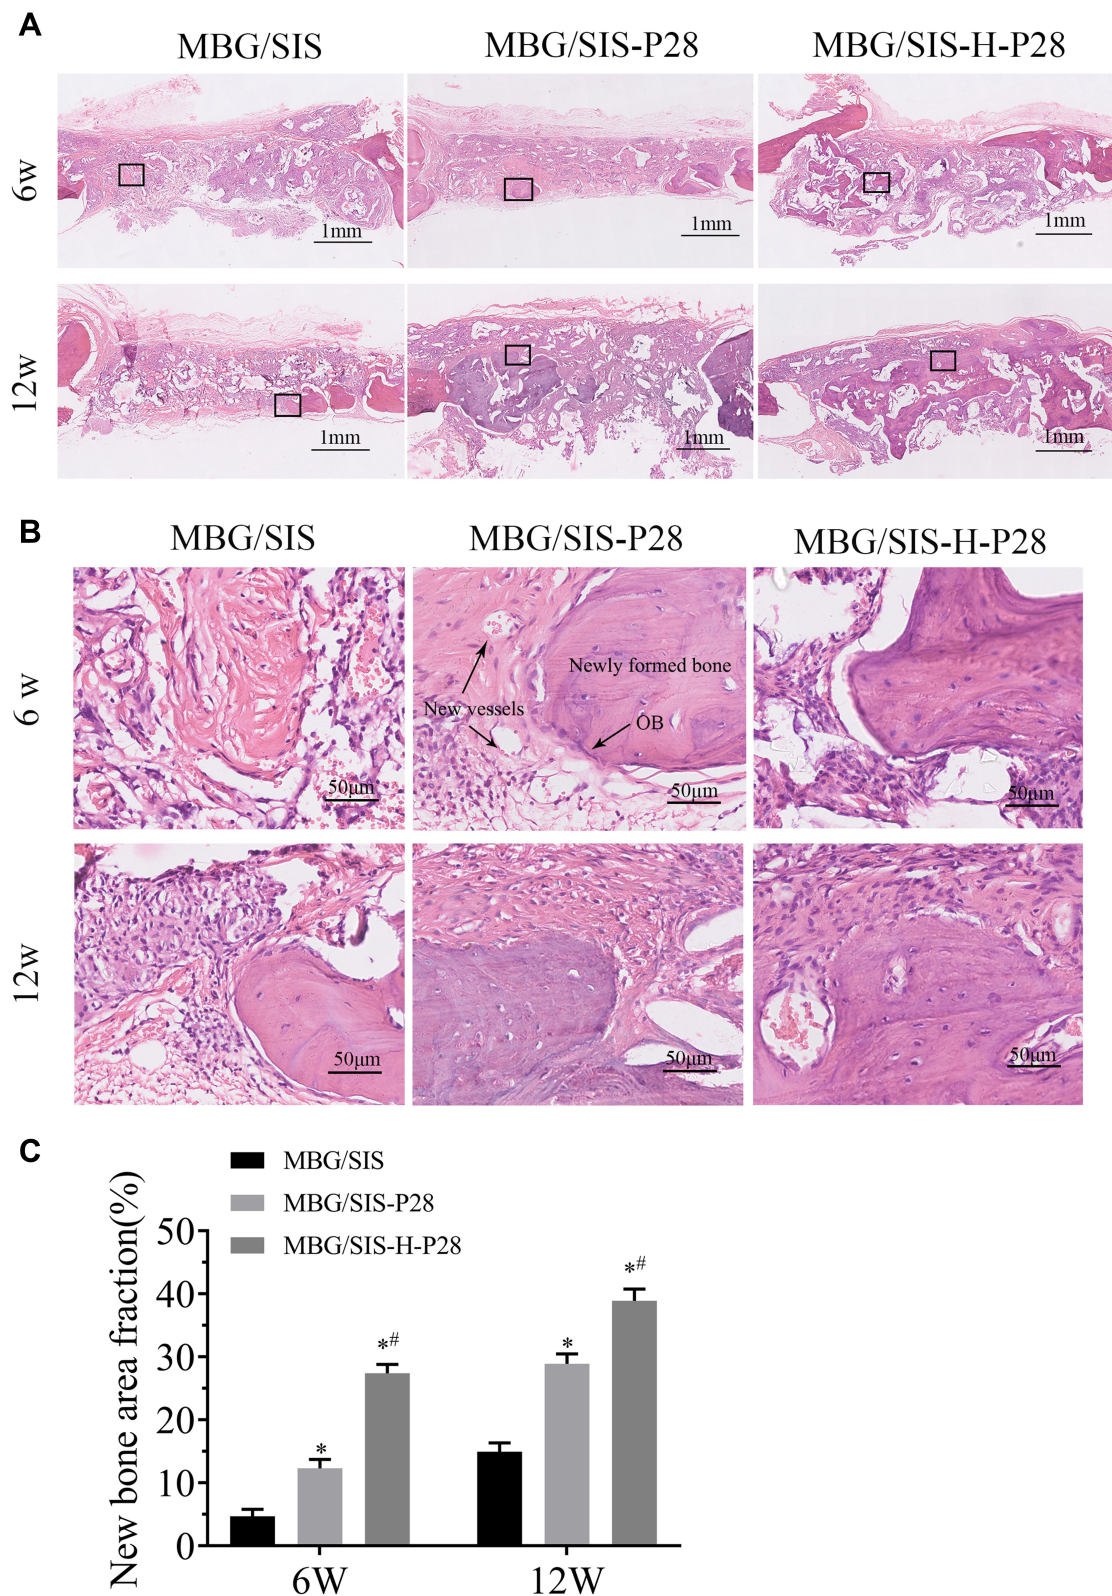 A
MBG/SIS
MBG/SIS-P28
MBG/SIS-H-P28
6w
1mm
1mm
1mm
12w
1mm
1mm
1mm
B
MBG/SIS
MBG/SIS-P28
MBG/SIS-H-P28
6 w
Newly formed bone
New vessels
OB
50μm
50μm
50μm
12w
50μm
50μm
50μm
C
MBG/SIS
MBG/SIS-P28
MBG/SIS-H-P28
New bone area fraction(%)
50
40
30
20
10
0
*
*#
*
*#
6W
12W